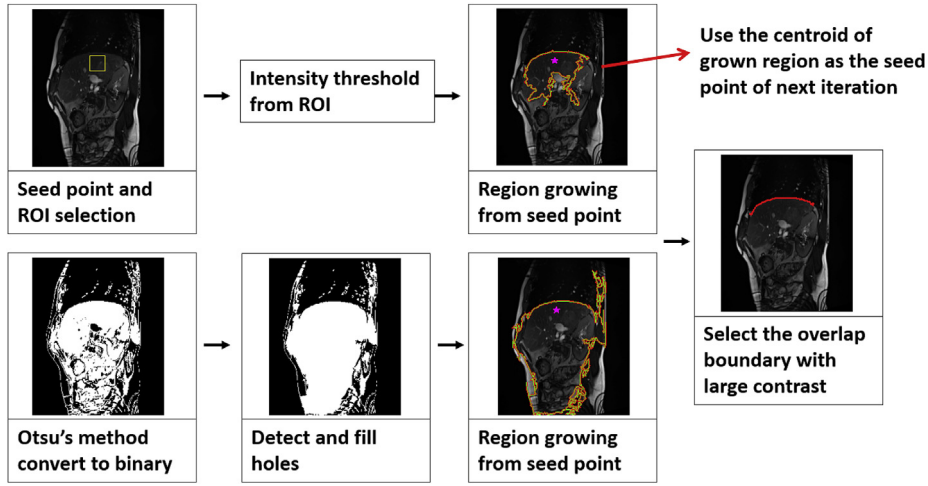 Seed point and
ROI selection
Intensity threshold
from ROI
Region growing
from seed point
Use the centroid of
grown region as the seed
point of next iteration
Otsu's method
convert to binary
Detect and fill
holes
Region growing
from seed point
Select the overlap
boundary with
large contrast